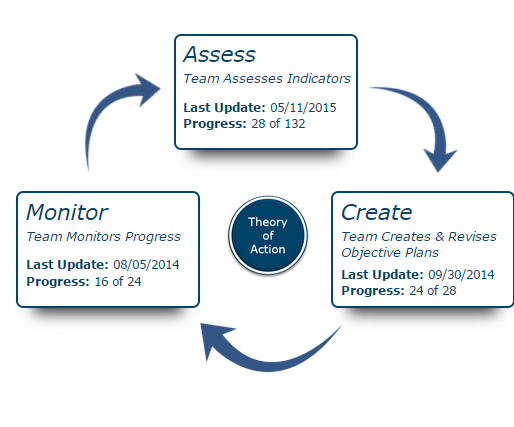 Assess
Team Assesses Indicators
Last Update: 05/11/2015
Progress: 28 of 132
Monitor
Team Monitors Progress
Last Update: 08/05/2014
Progress: 16 of 24
Theory
of
Action
Create
Team Creates & Revises
Objective Plans
Last Update: 09/30/2014
Progress: 24 of 28